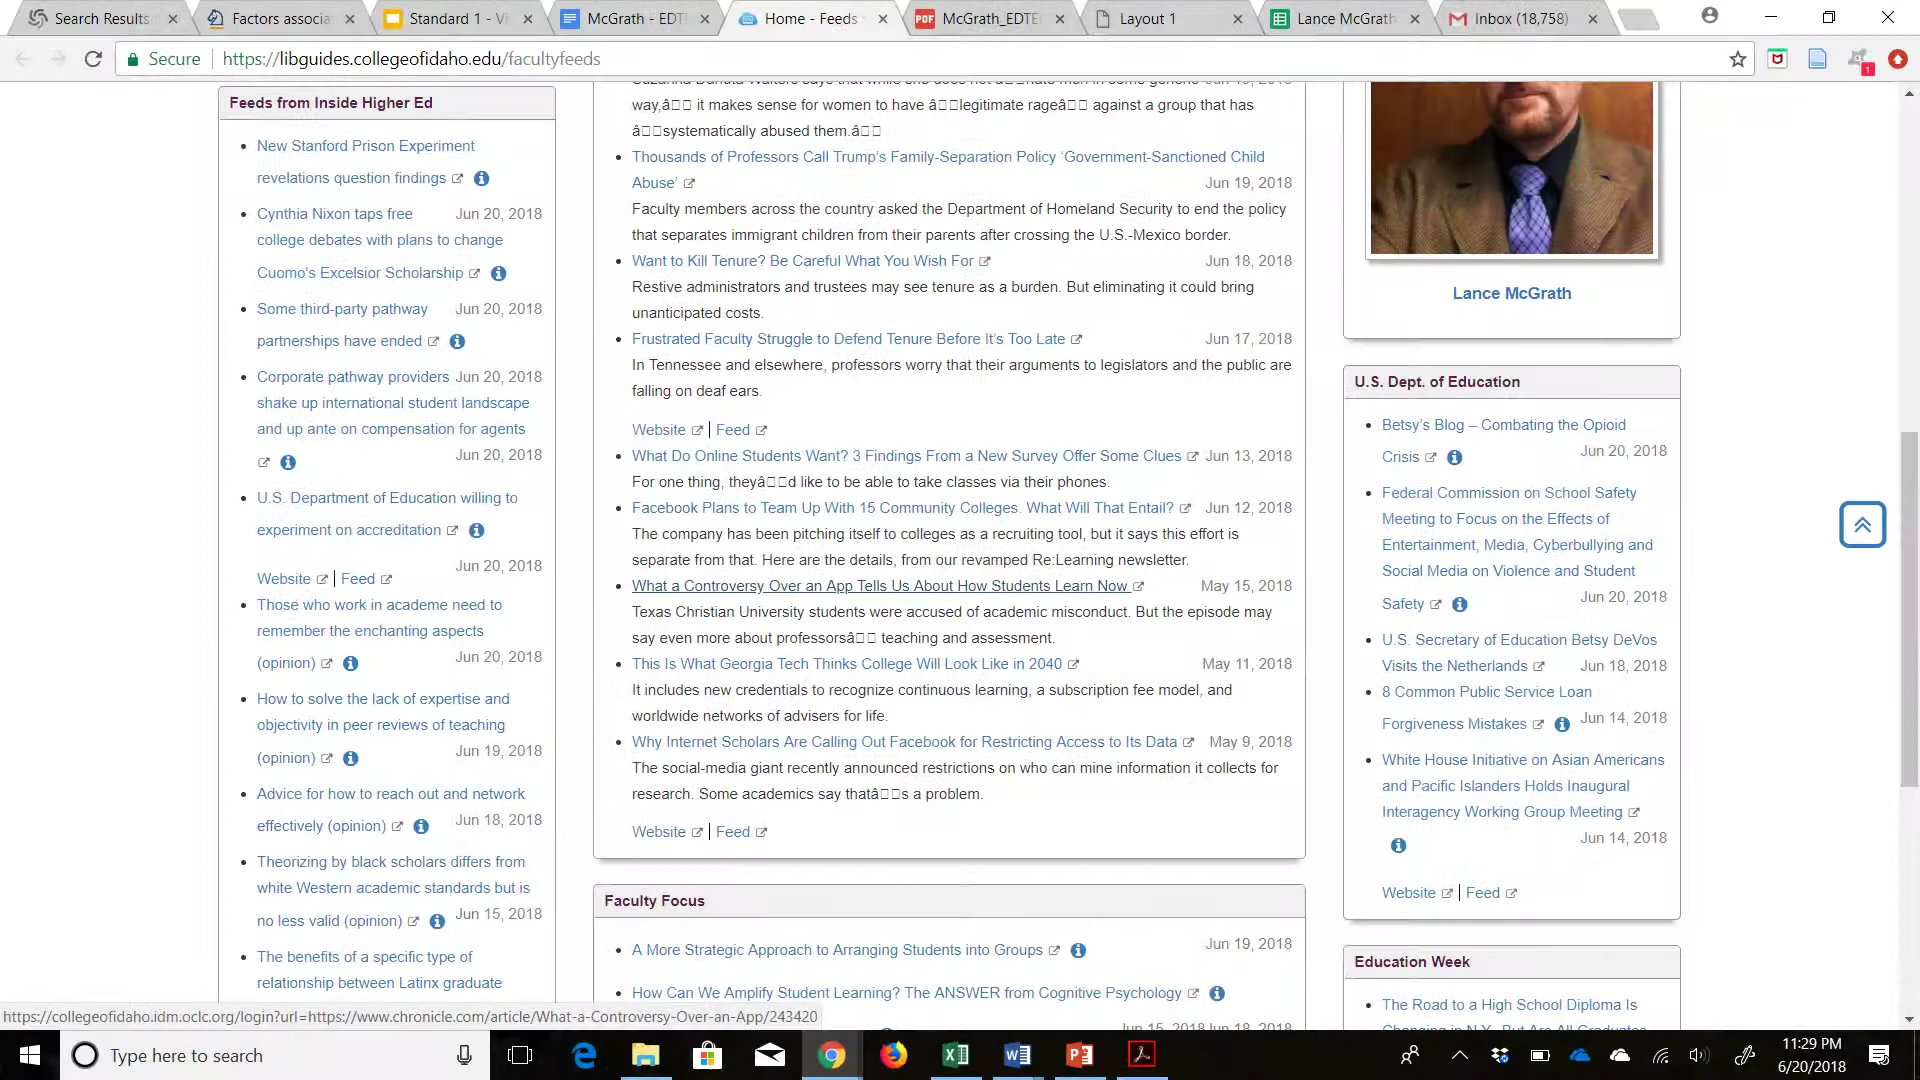 Search Results
Factors associa
Standard 1 - Vi
McGrath - EDTE
Home - Feeds
McGrath_EDTE
Layout 1
Lance McGrath
Inbox (18,758)
Secure
https://libguides.collegeofidaho.edu/factoryfeeds
Feeds from Inside Higher Ed
New Stanford Prison Experiment
revelations question findings
Cynthia Nixon taps free Jun 20, 2018
college debates with plans to change
Cuomo's Excelsior Scholarship
Some third-party pathway Jun 20, 2018
partnerships have ended
Corporate pathway providers Jun 20, 2018
shake up international student landscape
and up ante on compensation for agents
Jun 20, 2018
U.S. Department of Education willing to
experiment on accreditation
Jun 20, 2018
Website | Feed
Those who work in academe need to
remember the enchanting aspects
(opinion) Jun 20, 2018
How to solve the lack of expertise and
objectivity in peer reviews of teaching
(opinion) Jun 19, 2018
Advice for how to reach out and network
effectively (opinion) Jun 18, 2018
Theorizing by black scholars differs from
white Western academic standards but is
no less valid (opinion) Jun 15, 2018
The benefits of a specific type of
relationship between Latinx graduate
way,â it makes sense for women to have âlegitimate rageâ against a group that has
âsystematically abused them.â
Thousands of Professors Call Trump's Family-Separation Policy ‘Government-Sanctioned Child
Abuse’ Jun 19, 2018
Faculty members across the country asked the Department of Homeland Security to end the policy
that separates immigrant children from their parents after crossing the U.S.-Mexico border.
Want to Kill Tenure? Be Careful What You Wish For Jun 18, 2018
Restive administrators and trustees may see tenure as a burden. But eliminating it could bring
unanticipated costs.
Frustrated Faculty Struggle to Defend Tenure Before It’s Too Late Jun 17, 2018
In Tennessee and elsewhere, professors worry that their arguments to legislators and the public are
falling on deaf ears.
Website | Feed
What Do Online Students Want? 3 Findings From a New Survey Offer Some Clues Jun 13, 2018
For one thing, theyâd like to be able to take classes via their phones.
Facebook Plans to Team Up With 15 Community Colleges. What Will That Entail? Jun 12, 2018
The company has been pitching itself to colleges as a recruiting tool, but it says this effort is
separate from that. Here are the details, from our revamped Re:Learning newsletter.
What a Controversy Over an App Tells Us About How Students Learn Now May 15, 2018
Texas Christian University students were accused of academic misconduct. But the episode may
say even more about professorsâ teaching and assessment.
This Is What Georgia Tech Thinks College Will Look Like in 2040 May 11, 2018
It includes new credentials to recognize continuous learning, a subscription fee model, and
worldwide networks of advisers for life.
Why Internet Scholars Are Calling Out Facebook for Restricting Access to Its Data May 9, 2018
The social-media giant recently announced restrictions on who can mine information it collects for
research. Some academics say thatâs a problem.
Website | Feed
Faculty Focus
A More Strategic Approach to Arranging Students into Groups Jun 19, 2018
How Can We Amplify Student Learning? The ANSWER from Cognitive Psychology
Jun 15, 2018 Jun 18, 2018
Lance McGrath
U.S. Dept. of Education
Betsy’s Blog – Combating the Opioid
Crisis Jun 20, 2018
Federal Commission on School Safety
Meeting to Focus on the Effects of
Entertainment, Media, Cyberbullying and
Social Media on Violence and Student
Safety Jun 20, 2018
U.S. Secretary of Education Betsy DeVos
Visits the Netherlands Jun 18, 2018
8 Common Public Service Loan
Forgiveness Mistakes Jun 14, 2018
White House Initiative on Asian Americans
and Pacific Islanders Holds Inaugural
Interagency Working Group Meeting
Jun 14, 2018
Website | Feed
Education Week
The Road to a High School Diploma Is
Changing in N.Y. But Are All Graduates
https://collegeofidaho.idm.oclc.org/login?url=https://www.chronicle.com/article/What-a-Controversy-Over-an-App/243420
Type here to search
11:29 PM
6/20/2018